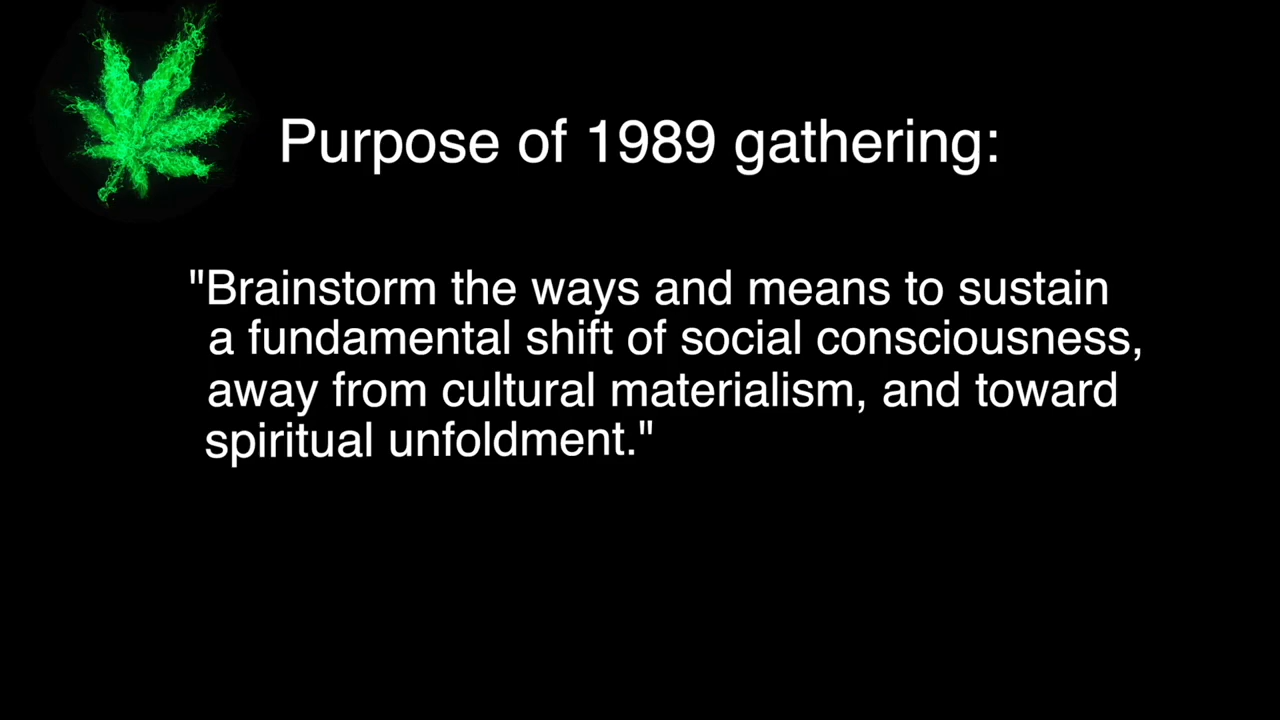 Purpose of 1989 gathering:
"Brainstorm the ways and means to sustain
a fundamental shift of social consciousness,
away from cultural materialism, and toward
spiritual unfoldment."